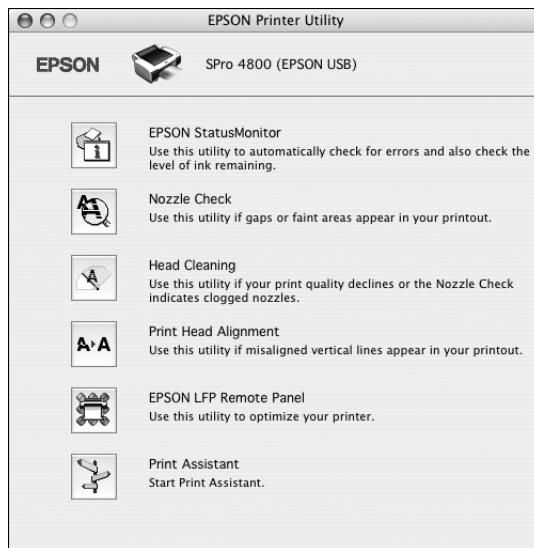 EPSON Printer Utility
EPSON
SPro 4800 (EPSON USB)
EPSON StatusMonitor
Use this utility to automatically check for errors and also check the
level of ink remaining.
Nozzle Check
Use this utility if gaps or faint areas appear in your printout.
Head Cleaning
Use this utility if your print quality declines or the Nozzle Check
indicates clogged nozzles.
A▸A
Print Head Alignment
Use this utility if misaligned vertical lines appear in your printout.
EPSON LFP Remote Panel
Use this utility to optimize your printer.
Print Assistant
Start Print Assistant.